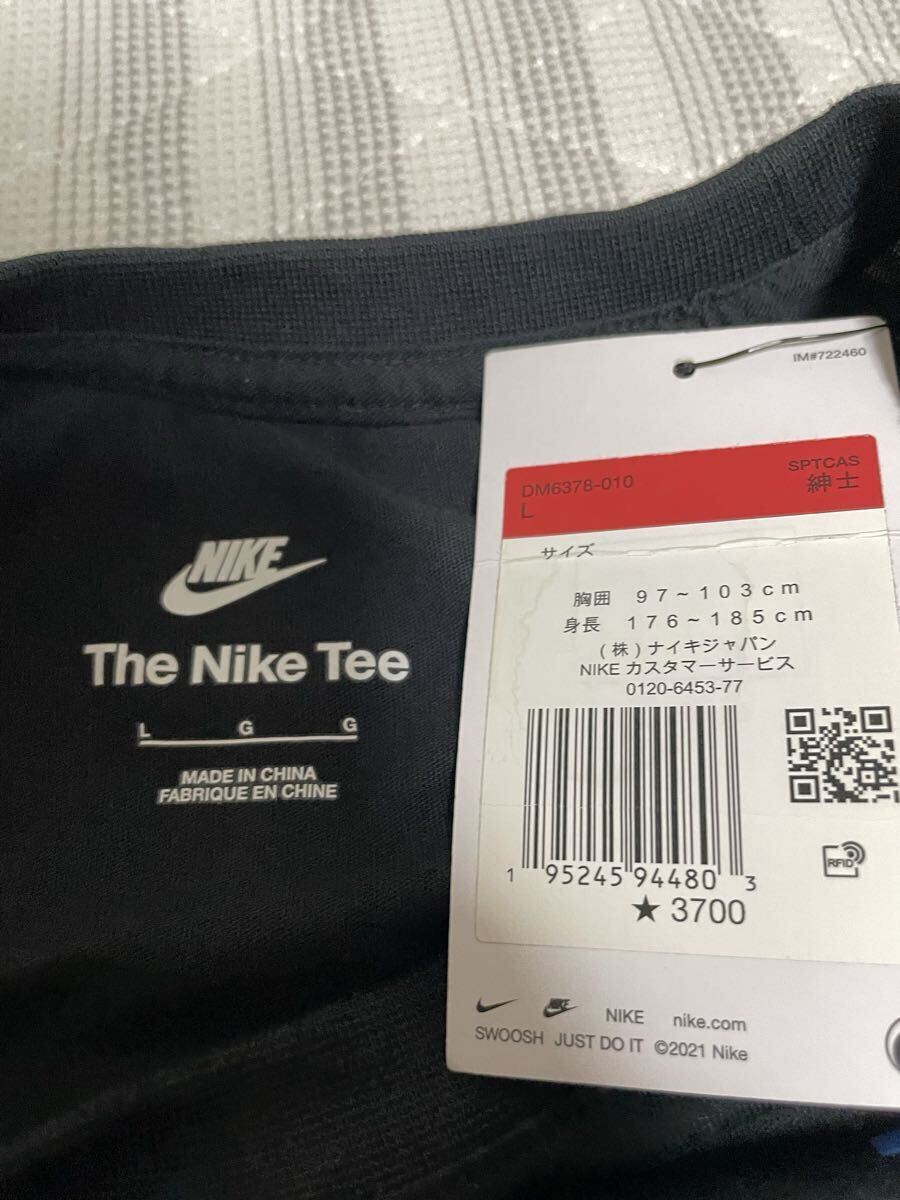 NIKE
The Nike Tee
L G G
MADE IN CHINA
FABRIQUE EN CHINE
IM#722460
DM6378-010 SPTCAS
L 紳士
サイズ
胸囲 97~103cm
身長 176~185cm
(株)ナイキジャパン
NIKE カスタマーサービス
0120-6453-77
RFID
1 95245 94480 3
★3700
NIKE NIKE nike.com
SWOOSH JUST DO IT ©2021 Nike